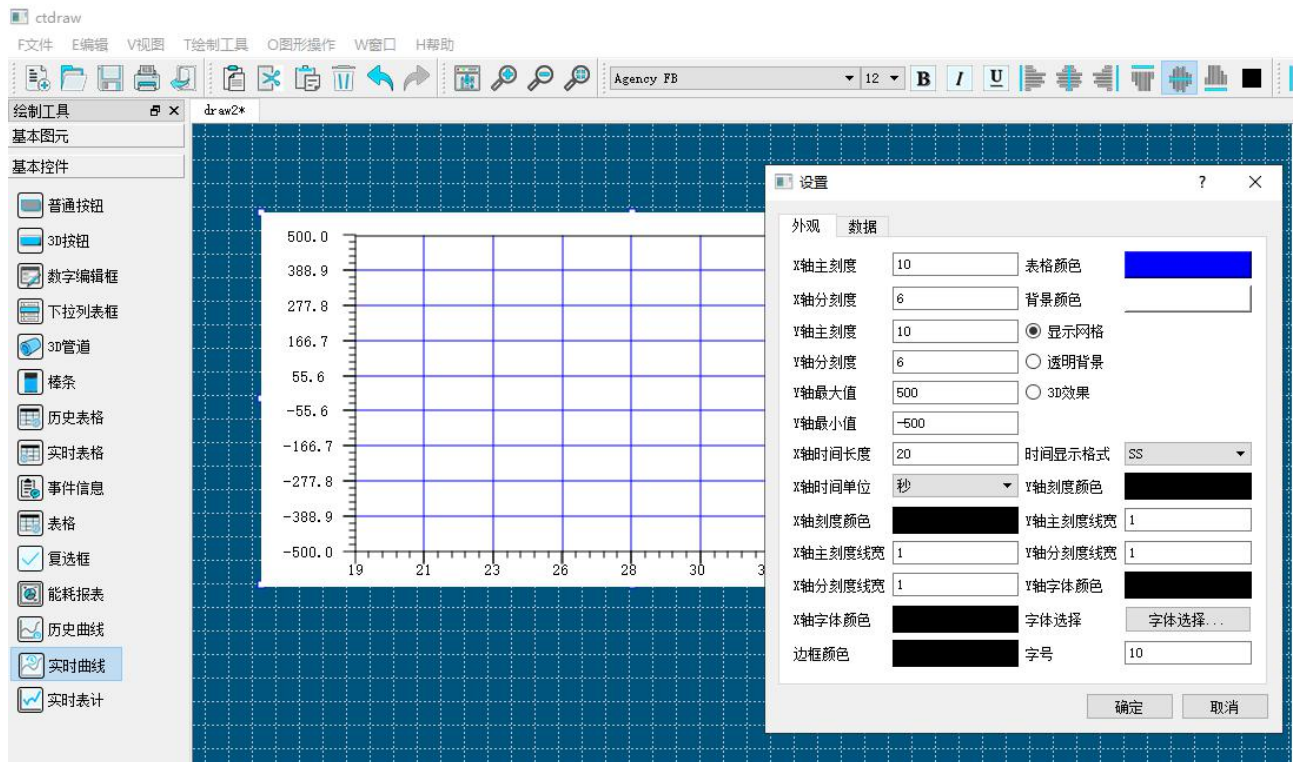 ctdraw
F文件 E编辑 V视图 T绘制工具 O图形操作 W窗口 H帮助
Agency FB 12 B I U
绘制工具
draw2*
基本图元
基本控件
普通按钮
3D按钮
数字编辑框
下拉列表框
3D管道
棒条
历史表格
实时表格
事件信息
表格
复选框
能耗报表
历史曲线
实时曲线
实时表计
500.0
388.9
277.8
166.7
55.6
-55.6
-166.7
-277.8
-388.9
-500.0
19 21 23 26 28 30 3
设置
外观 数据
X轴主刻度 10 表格颜色
X轴分刻度 6 背景颜色
Y轴主刻度 10 显示网格
Y轴分刻度 6 透明背景
Y轴最大值 500 3D效果
Y轴最小值 -500
X轴时间长度 20 时间显示格式 SS
X轴时间单位 秒 Y轴刻度颜色
X轴刻度颜色 Y轴主刻度线宽 1
X轴主刻度线宽 1 Y轴分刻度线宽 1
X轴分刻度线宽 1 Y轴字体颜色
X轴字体颜色 字体选择 字体选择...
边框颜色 字号 10
确定 取消